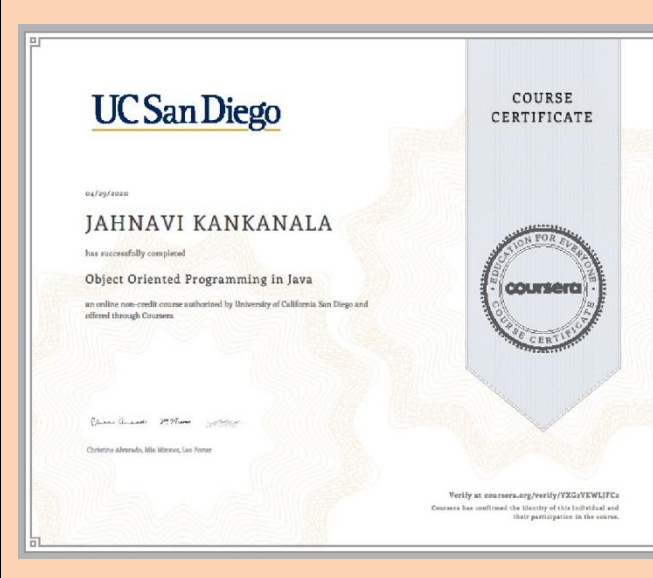 UC San Diego
COURSE
CERTIFICATE
04/29/2020
JAHNAVI KANKANALA
has successfully completed
Object Oriented Programming in Java
an online non-credit course authorized by University of California San Diego and
offered through Coursera
EDUCATION FOR EVERYONE
coursera
COURSE CERTIFICATE
Christine Alvarado, Mia Minnes, Leo Porter
Verify at coursera.org/verify/
Coursera has confirmed the identity of this individual and
their participation in the course.